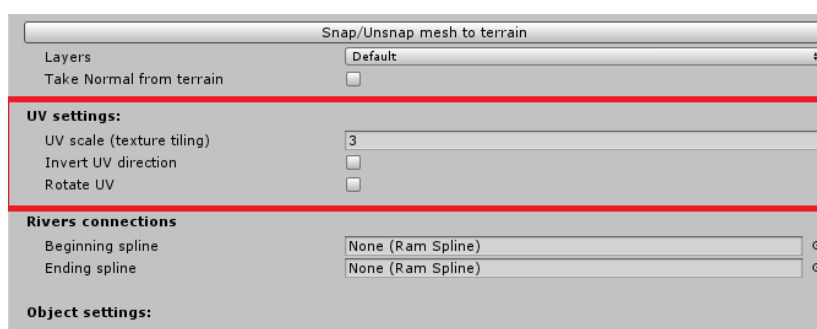 Snap/Unsnap mesh to terrain
Layers Default
Take Normal from terrain
UV settings:
UV scale (texture tiling) 3
Invert UV direction
Rotate UV
Rivers connections
Beginning spline None (Ram Spline)
Ending spline None (Ram Spline)
Object settings: